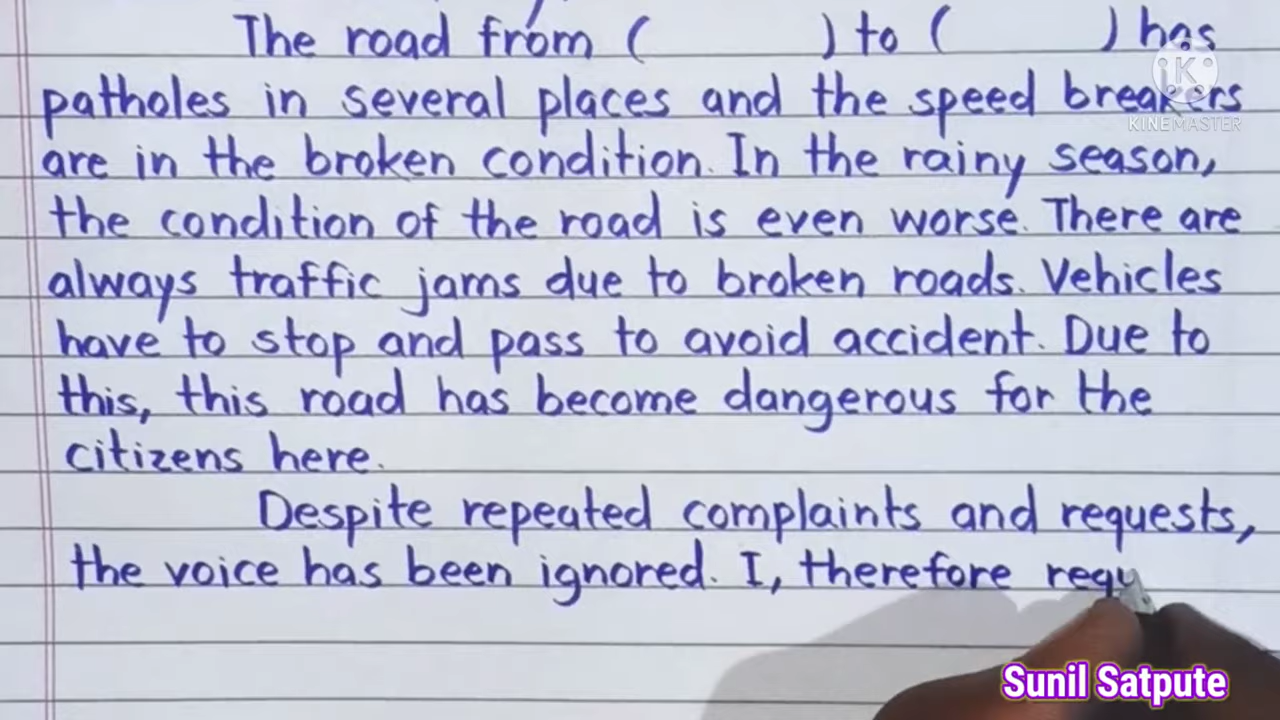 The road from ( ) to ( ) has
patholes in several places and the speed breakers
are in the broken condition. In the rainy season,
the condition of the road is even worse. There are
always traffic jams due to broken roads. Vehicles
have to stop and pass to avoid accident. Due to
this, this road has become dangerous for the
citizens here.
Despite repeated complaints and requests,
the voice has been ignored. I, therefore requ
K
KINEMASTER
Sunil Satpute